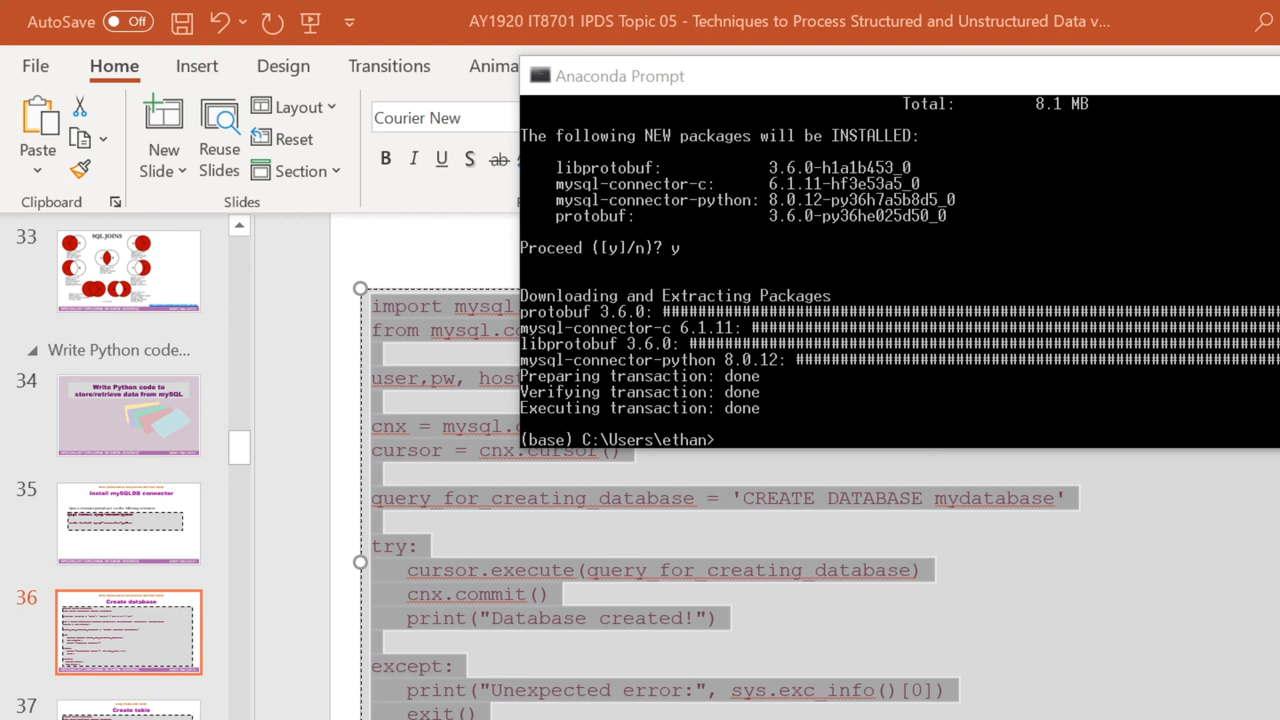 AutoSave Off
AY1920 IT8701 IPDS Topic 05 - Techniques to Process Structured and Unstructured Data v...
File Home Insert Design Transitions Anima
Paste
New
Slide
Reuse
Slides
Layout
Reset
Section
Clipboard
Slides
Courier New
B I U S ab
33
SQL JOINS
Write Python code...
34
Write Python code to
store/retrieve data from mySQL
35
Install mySQLDB connector
36
Create database
37
Create table
Anaconda Prompt
Total: 8.1 MB
The following NEW packages will be INSTALLED:
libprotobuf: 3.6.0-h1a1b453_0
mysql-connector-c: 6.1.11-hf3e53a5_0
mysql-connector-python: 8.0.12-py36h7a5b8d5_0
protobuf: 3.6.0-py36he025d50_0
Proceed ([y]/n)? y
Downloading and Extracting Packages
protobuf 3.6.0: ####################################################
mysql-connector-c 6.1.11: ##########################################
libprotobuf 3.6.0: #################################################
mysql-connector-python 8.0.12: #####################################
Preparing transaction: done
Verifying transaction: done
Executing transaction: done
(base) C:\Users\ethan>
import mysql
from mysql.co
user,pw, host
cnx = mysql.c
cursor = cnx.cursor()
query_for_creating_database = 'CREATE DATABASE mydatabase'
try:
cursor.execute(query_for_creating_database)
cnx.commit()
print("Database created!")
except:
print("Unexpected error:", sys.exc_info()[0])
exit()